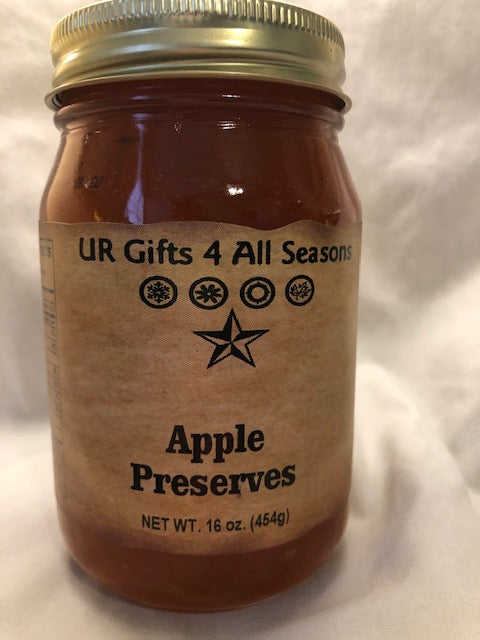 UR Gifts 4 All Seasons
Apple
Preserves
NET WT. 16 oz. (454g)